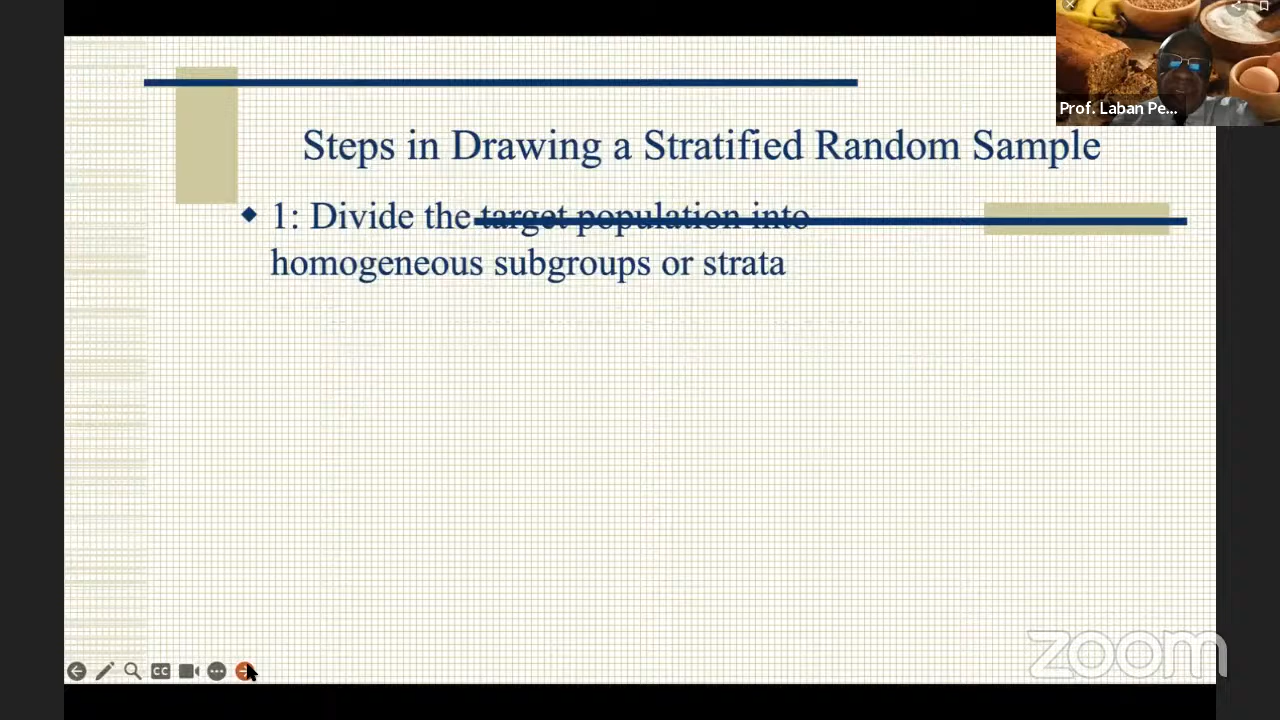 Prof. Laban Pe...
Steps in Drawing a Stratified Random Sample
1: Divide the target population into
homogeneous subgroups or strata
CC
zoom